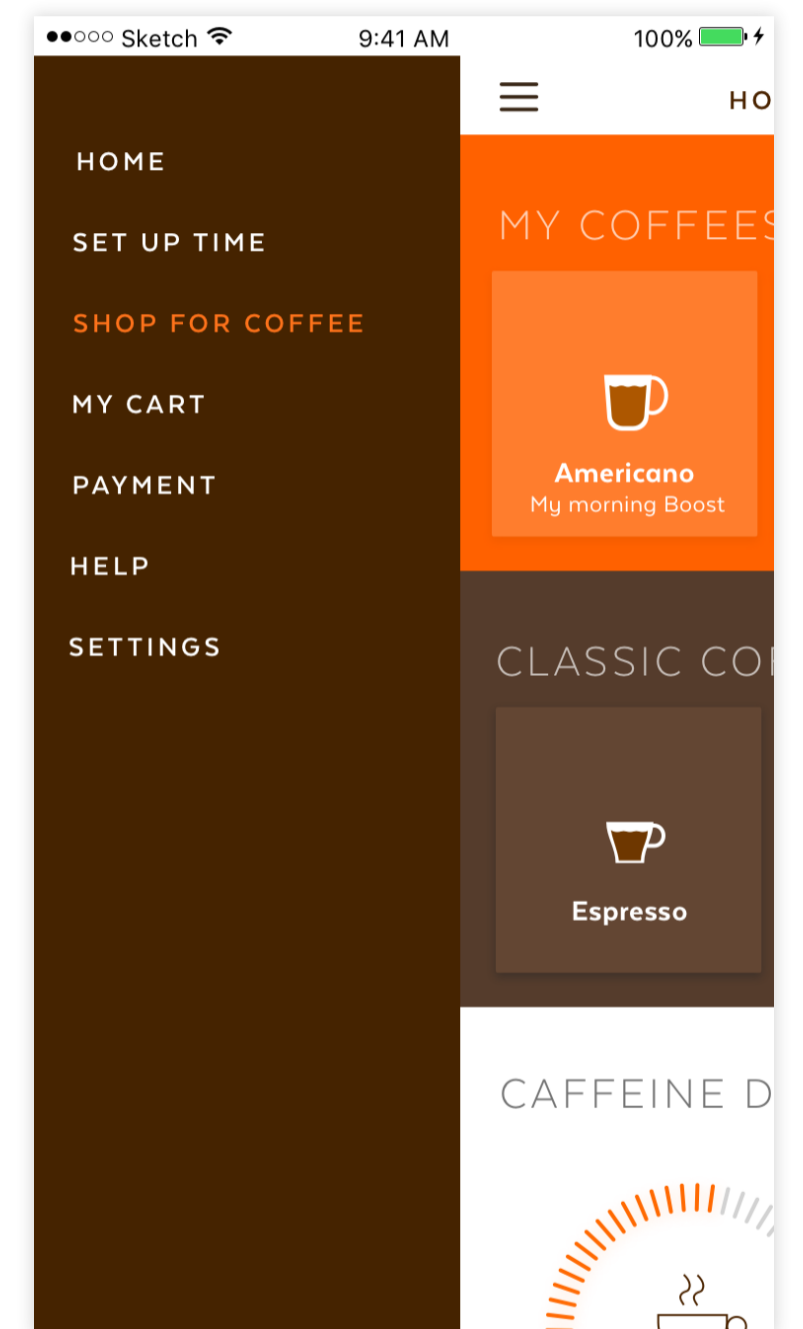 Sketch
9:41 AM
100%
HOME
SET UP TIME
SHOP FOR COFFEE
MY CART
PAYMENT
HELP
SETTINGS
HO
MY COFFEES
Americano
My morning Boost
CLASSIC COF
Espresso
CAFFEINE D